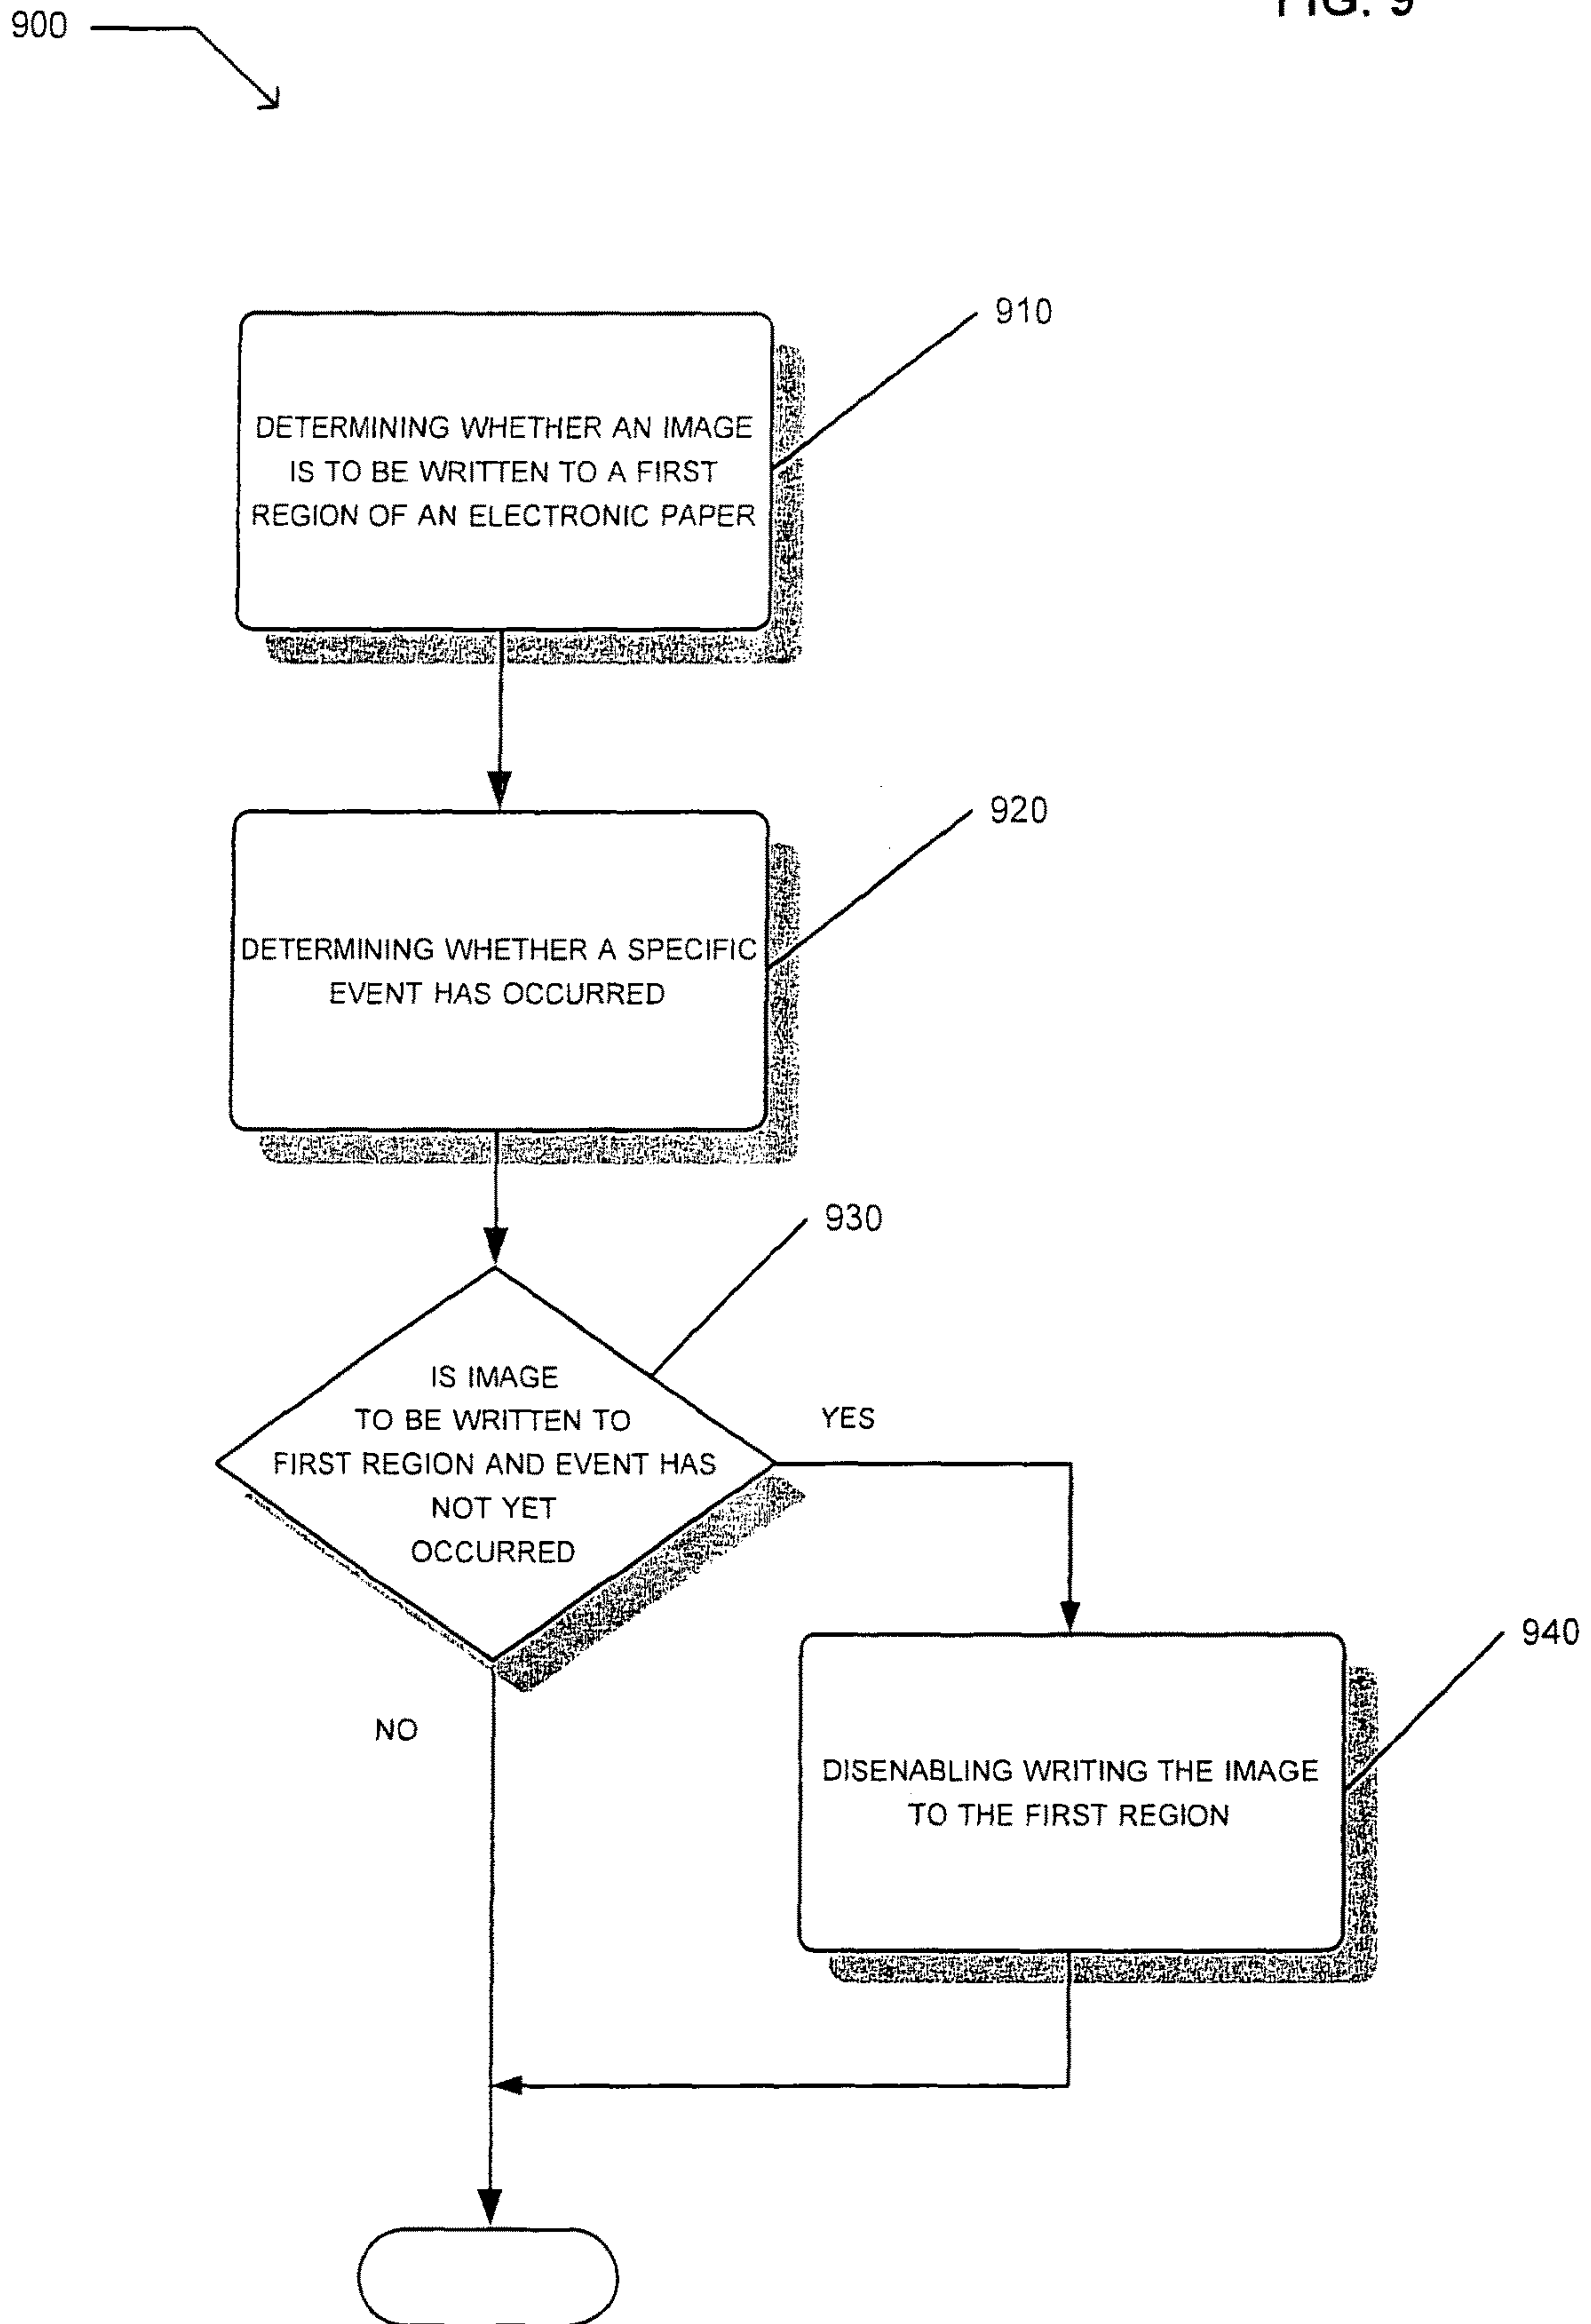 FIG. 9
900
910
DETERMINING WHETHER AN IMAGE
IS TO BE WRITTEN TO A FIRST
REGION OF AN ELECTRONIC PAPER
920
DETERMINING WHETHER A SPECIFIC
EVENT HAS OCCURRED
930
IS IMAGE
TO BE WRITTEN TO
FIRST REGION AND EVENT HAS
NOT YET
OCCURRED
YES
940
NO
DISENABLING WRITING THE IMAGE
TO THE FIRST REGION